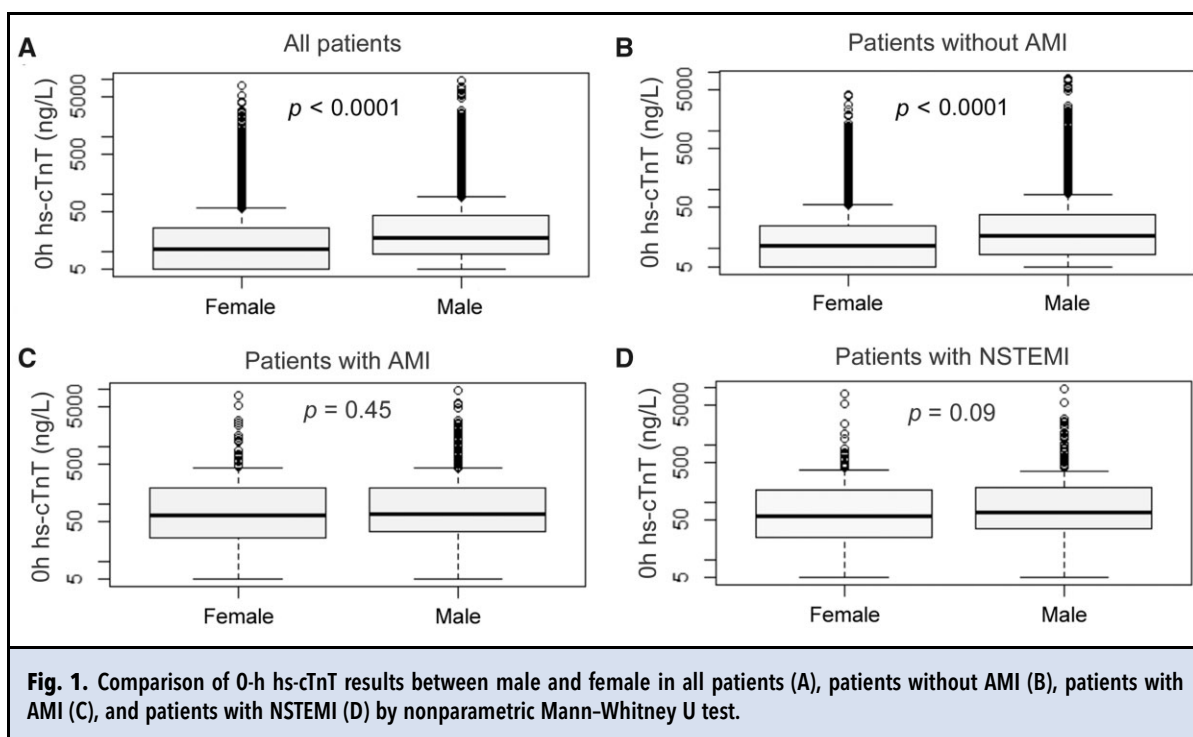 A
All patients
0h hs-cTnT (ng/L)
5000
500
50
5
p < 0.0001
Female
Male
B
Patients without AMI
0h hs-cTnT (ng/L)
5000
500
50
5
p < 0.0001
Female
Male
C
Patients with AMI
0h hs-cTnT (ng/L)
5000
500
50
5
p = 0.45
Female
Male
D
Patients with NSTEMI
0h hs-cTnT (ng/L)
5000
500
50
5
p = 0.09
Female
Male
Fig. 1. Comparison of 0-h hs-cTnT results between male and female in all patients (A), patients without AMI (B), patients with
AMI (C), and patients with NSTEMI (D) by nonparametric Mann–Whitney U test.